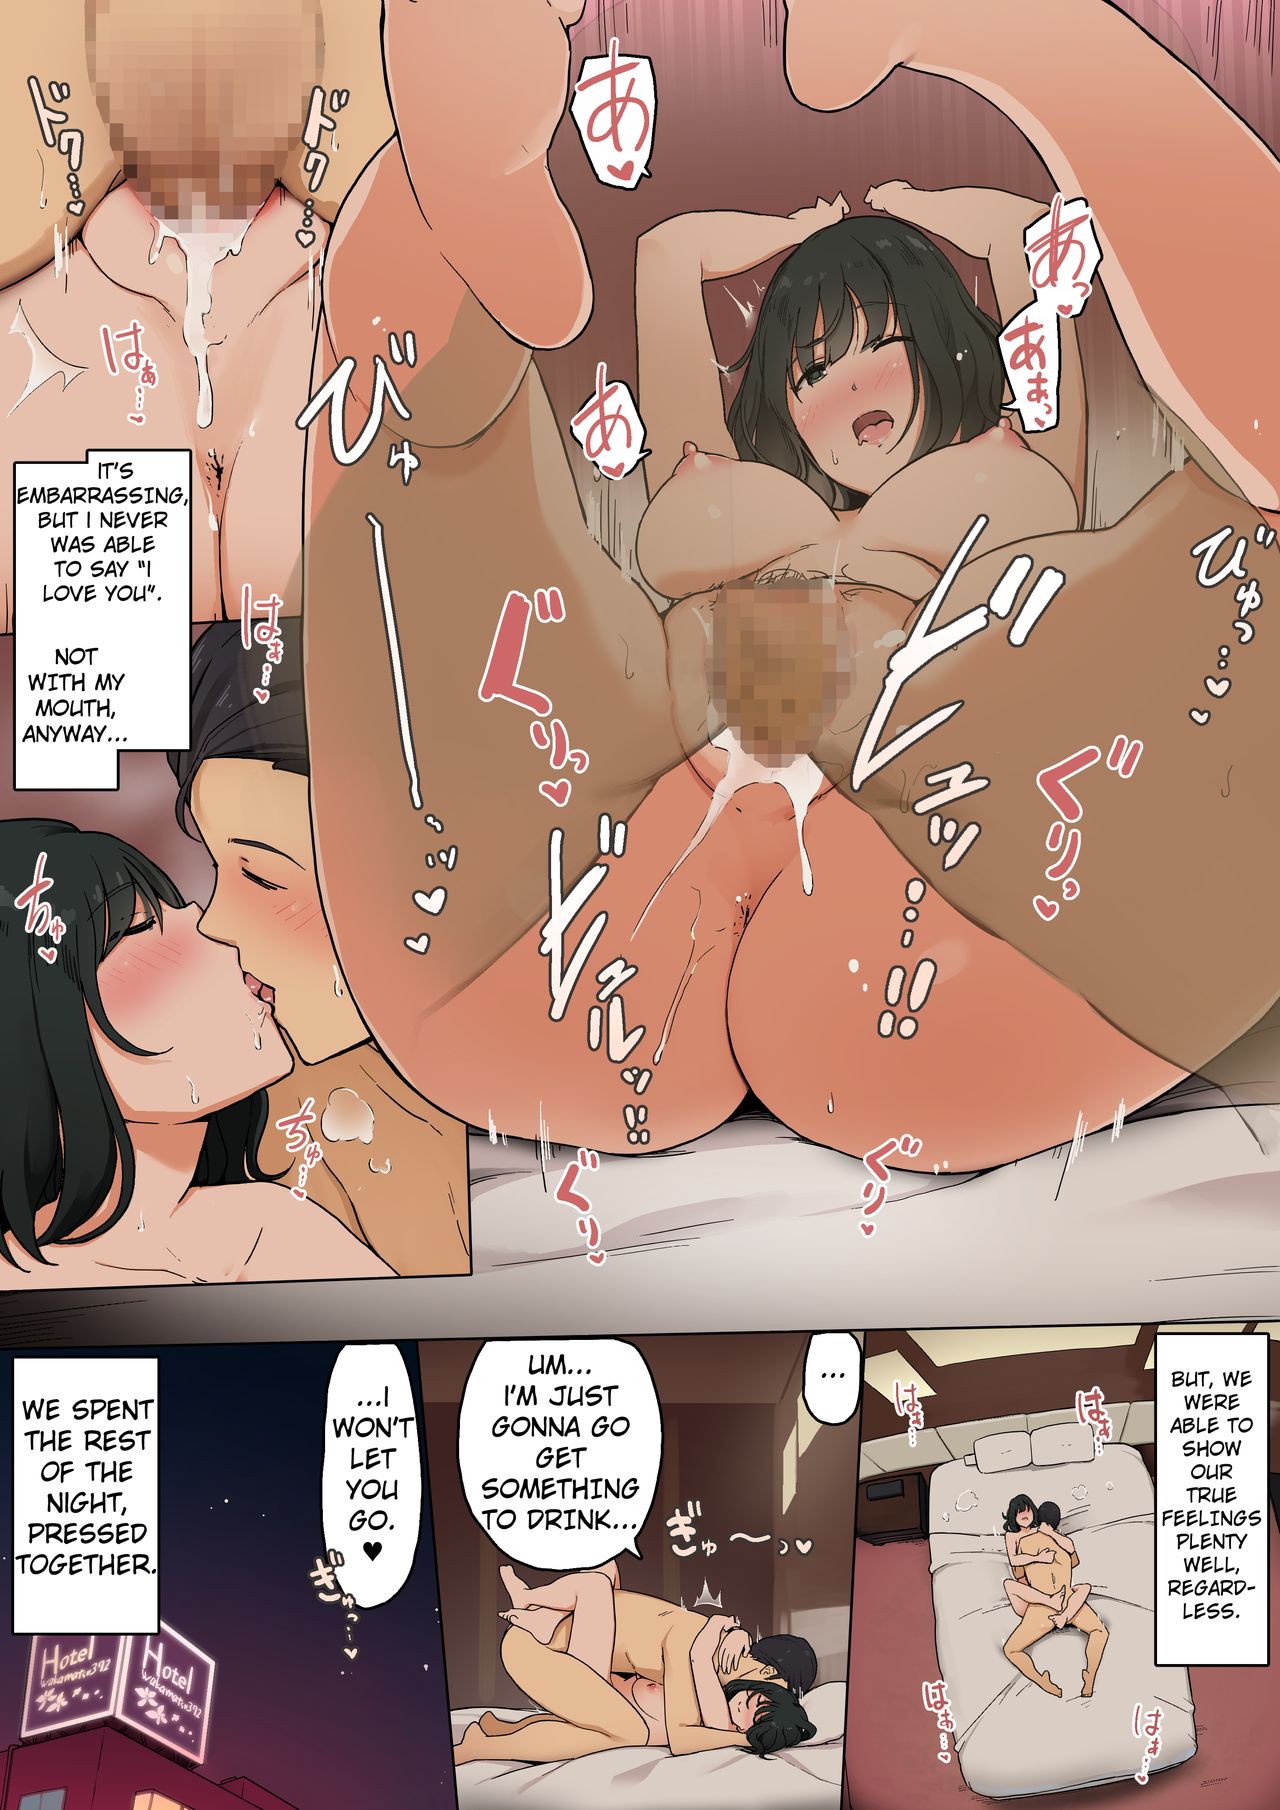 あ♥
ドク…♥
ドク…♥
あっ♥
あぁっ♥
はぁ…♥
あ♥
びゅ
びゅっ…♥
IT'S
EMBARRASSING,
BUT I NEVER
WAS ABLE
TO SAY "I
LOVE YOU".
NOT
WITH MY
MOUTH,
ANYWAY...
はぁ…♥
ぐりっ♥
ビュッ…!!
ぐりっ♥
ビュルルッ!!
ちゅ♥
ちゅ…♥
ぐり♥
ぐり♥
BUT, WE
WERE
ABLE TO
SHOW
OUR
TRUE
FEELINGS
PLENTY
WELL,
REGARD-
LESS.
はぁ…♥
はぁ…♥
はぁ…♥
はぁ…♥
...
UM...
I'M JUST
GONNA GO
GET
SOMETHING
TO DRINK...
ぎゅ〜っ♥
...I
WON'T
LET YOU
GO.
♥
ぎゅっ…♥
WE SPENT
THE REST
OF THE
NIGHT,
PRESSED
TOGETHER.
Hotel
wakamatsu372
Hotel
wakamatsu372